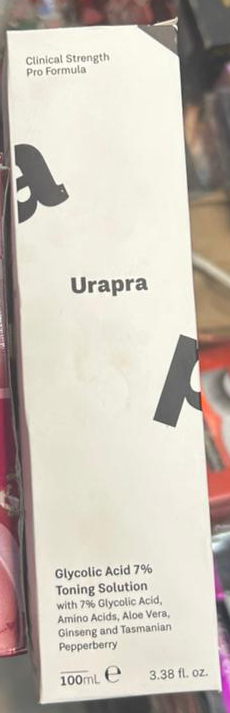 Clinical Strength
Pro Formula
a
Urapra
p
Glycolic Acid 7%
Toning Solution
with 7% Glycolic Acid,
Amino Acids, Aloe Vera,
Ginseng and Tasmanian
Pepperberry
100mL ℮ 3.38 fl. oz.